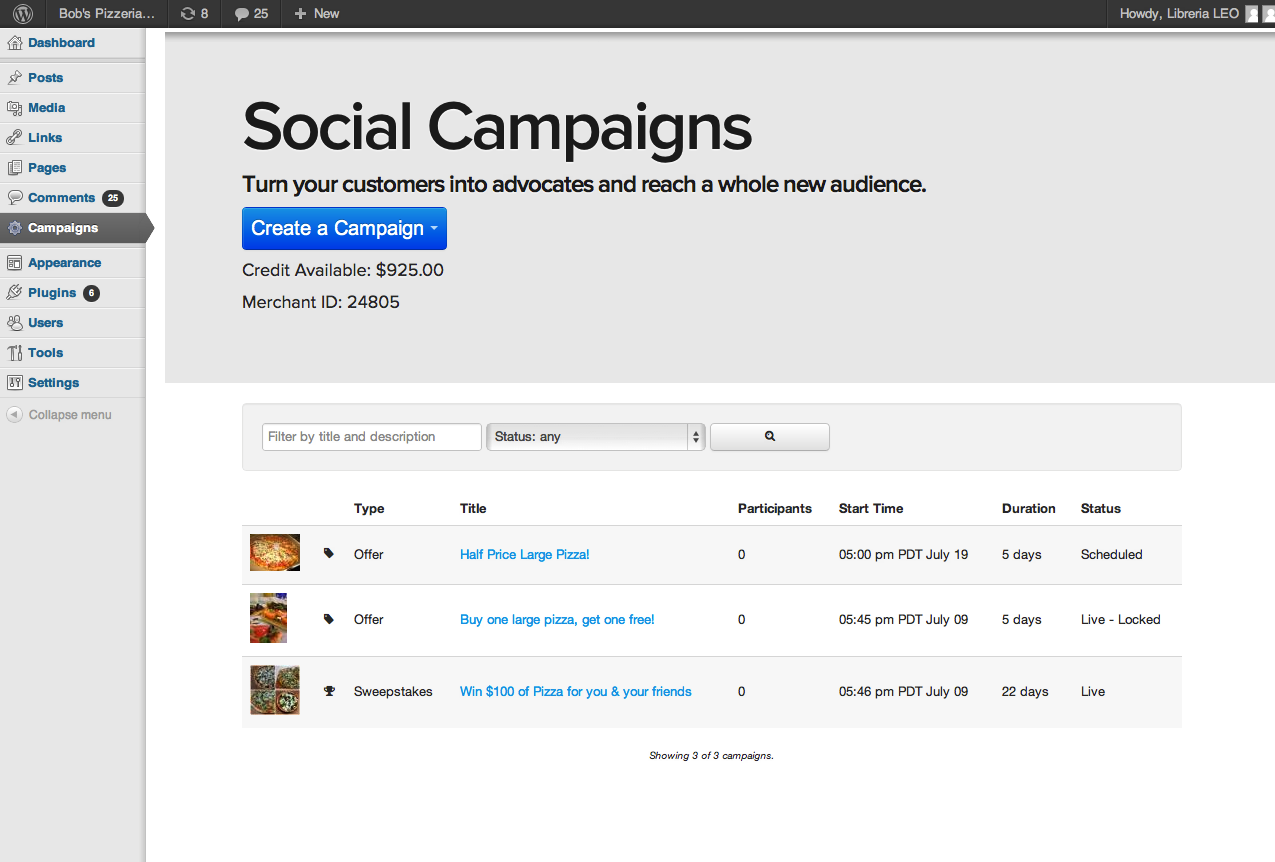 Bob's Pizzeria... 8 25 + New Howdy, Libreria LEO
Dashboard
Posts
Media
Links
Pages
Comments 25
Campaigns
Appearance
Plugins 6
Users
Tools
Settings
Collapse menu
Social Campaigns
Turn your customers into advocates and reach a whole new audience.
Create a Campaign
Credit Available: $925.00
Merchant ID: 24805
Filter by title and description Status: any
Type Title Participants Start Time Duration Status
Offer Half Price Large Pizza! 0 05:00 pm PDT July 19 5 days Scheduled
Offer Buy one large pizza, get one free! 0 05:45 pm PDT July 09 5 days Live - Locked
Sweepstakes Win $100 of Pizza for you & your friends 0 05:46 pm PDT July 09 22 days Live
Showing 3 of 3 campaigns.